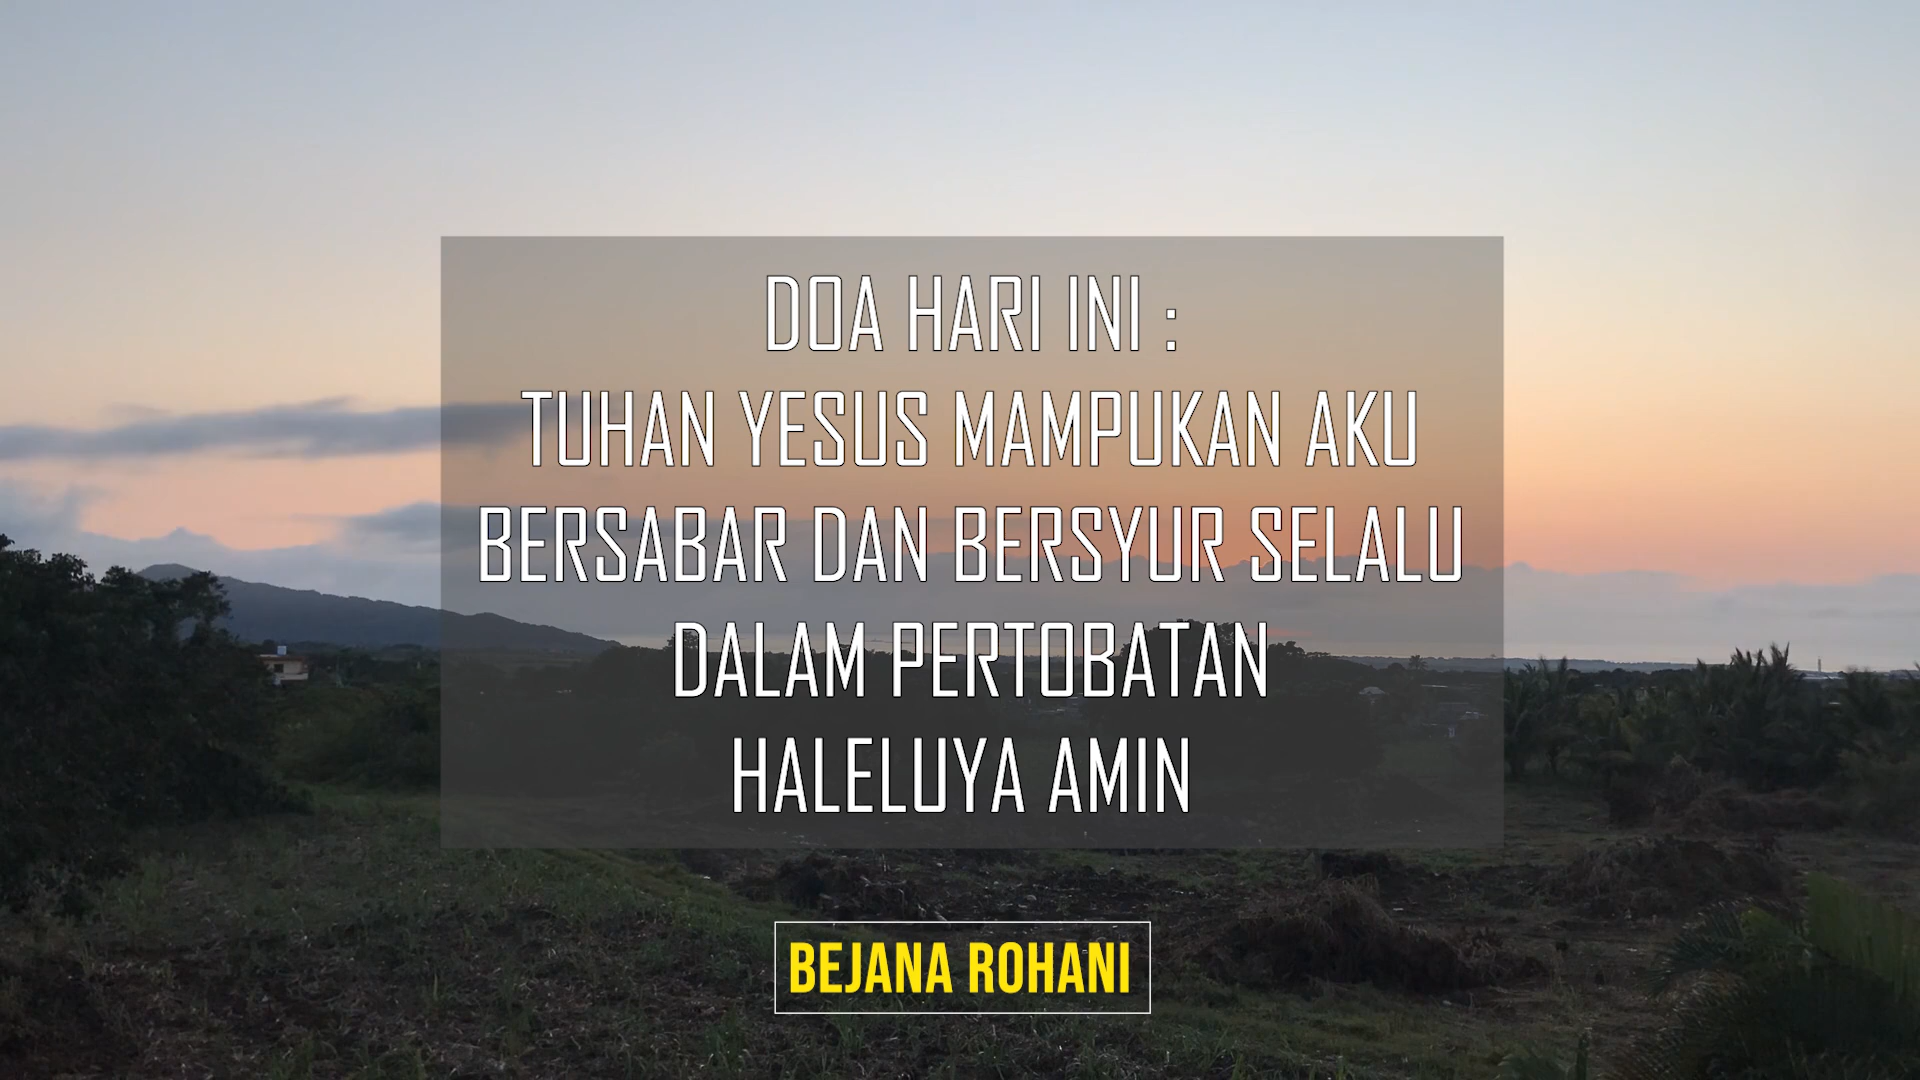 DOA HARI INI :
TUHAN YESUS MAMPUKAN AKU
BERSABAR DAN BERSYUR SELALU
DALAM PERTOBATAN
HALELUYA AMIN
BEJANA ROHANI